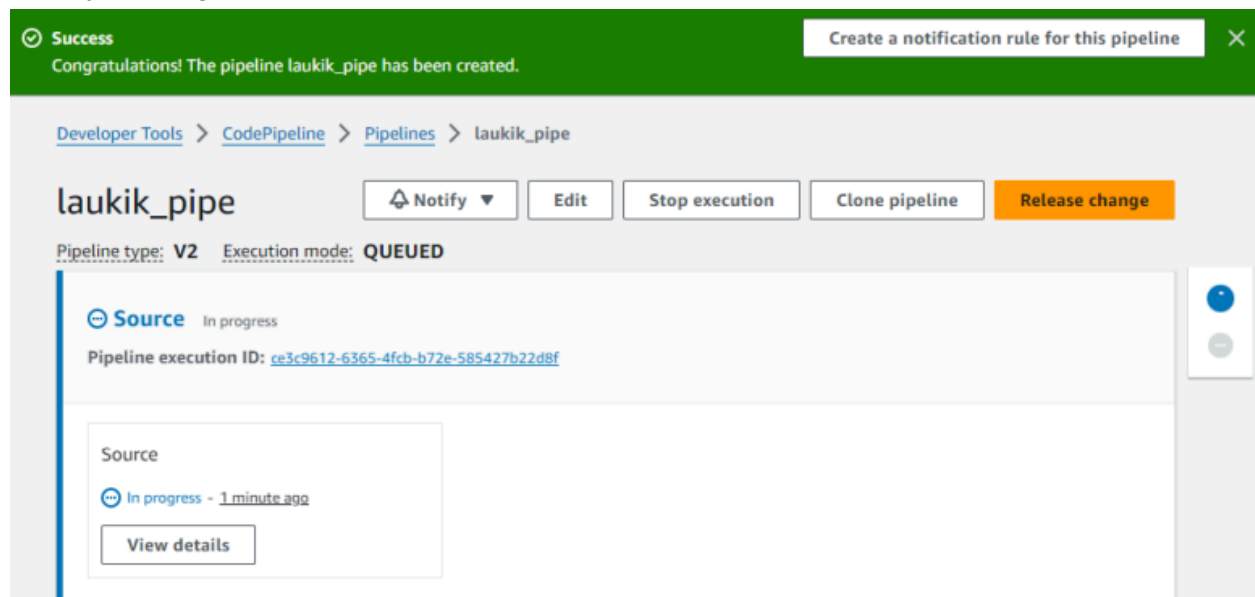 Success
Create a notification rule for this pipeline
Congratulations! The pipeline laukik_pipe has been created.
Developer Tools > CodePipeline > Pipelines > laukik_pipe
laukik_pipe
Notify ▼ Edit Stop execution Clone pipeline Release change
Pipeline type: V2 Execution mode: QUEUED
Source In progress
Pipeline execution ID: ce3c9612-6365-4fcb-b72e-585427b22d8f
Source
In progress - 1 minute ago
View details